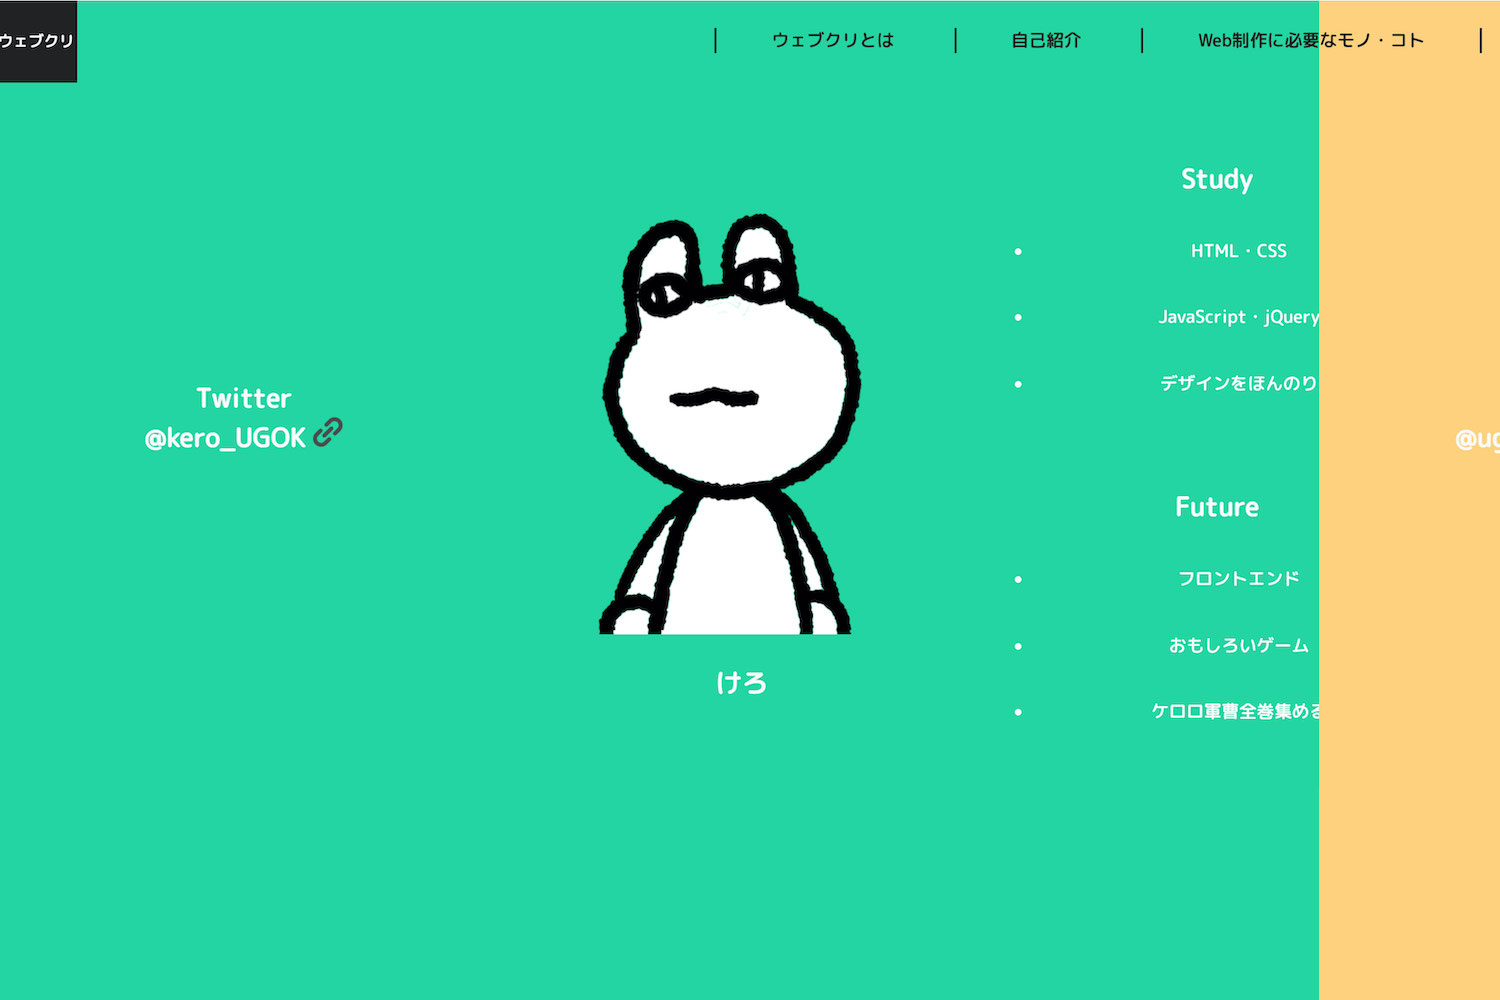 ウェブクリ
ウェブクリとは
自己紹介
Web制作に必要なモノ・コト
Twitter
@kero_UGOK
けろ
Study
HTML・CSS
JavaScript・jQuery
デザインをほんのり
Future
フロントエンド
おもしろいゲーム
ケロロ軍曹全巻集める
@ug